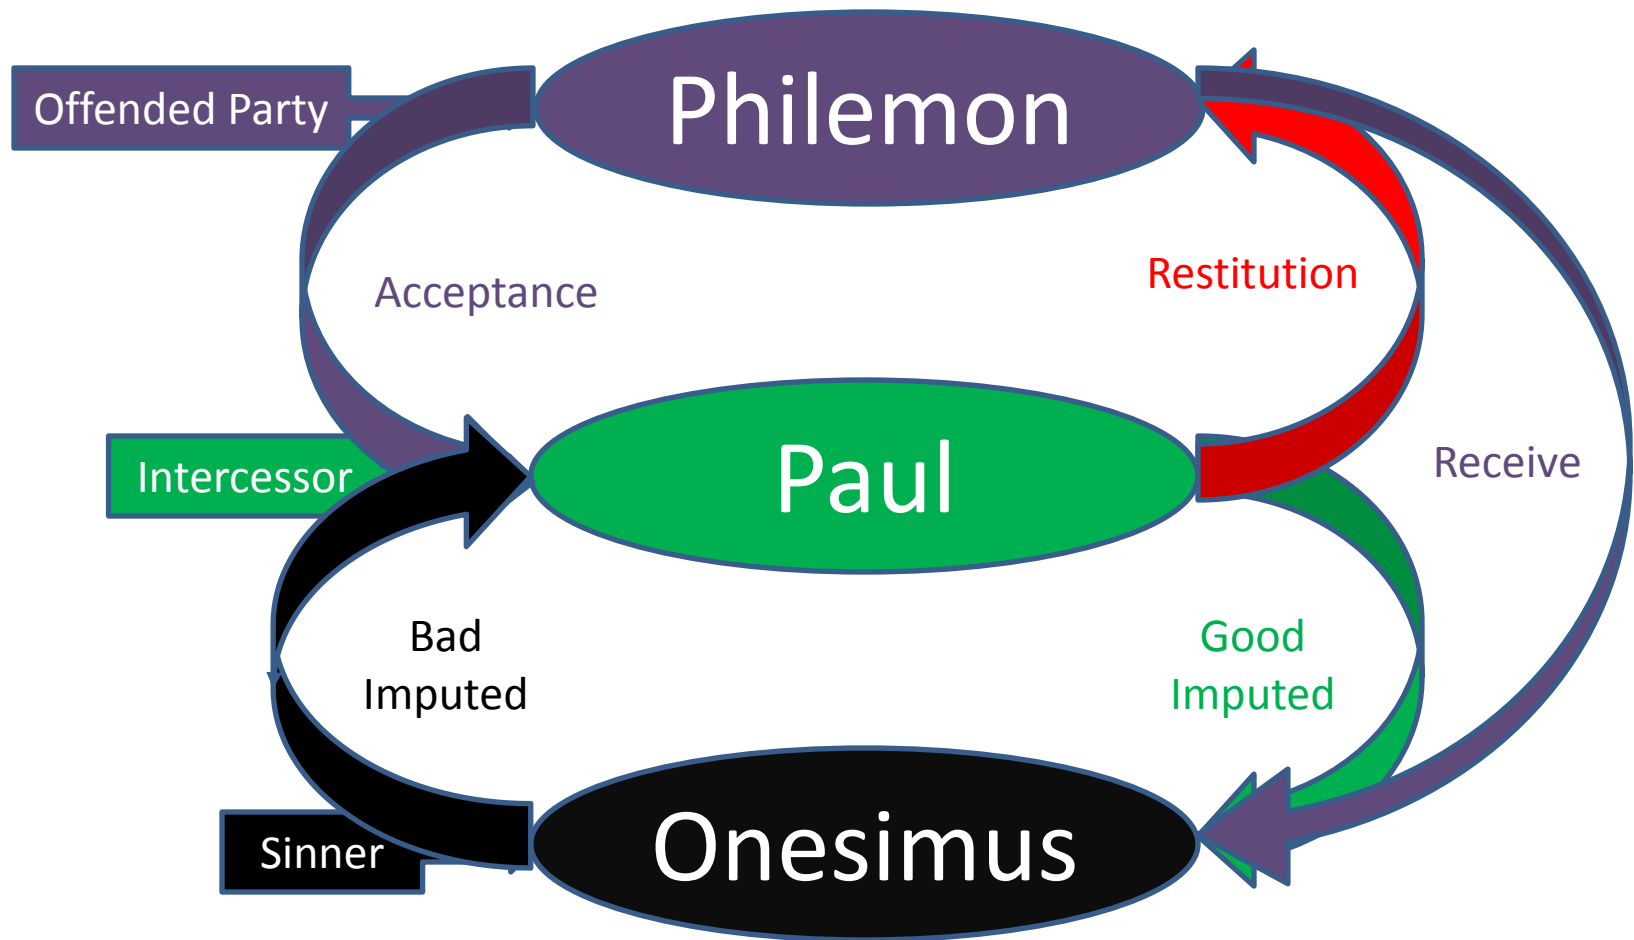 Offended Party
Philemon
Acceptance
Restitution
Intercessor
Paul
Receive
Bad
Imputed
Good
Imputed
Sinner
Onesimus